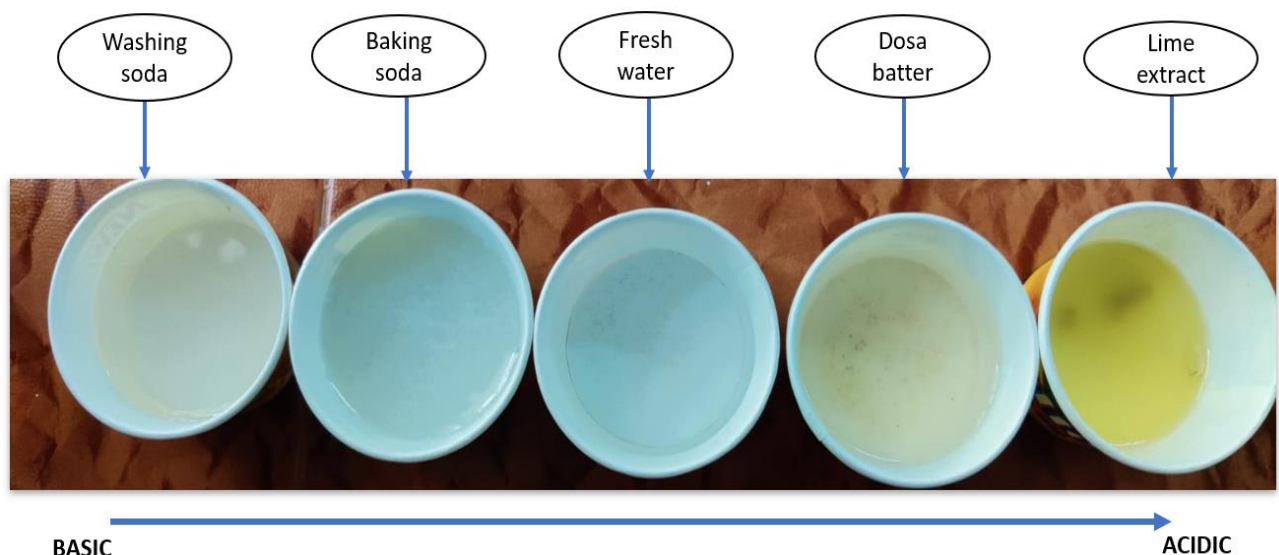 Washing
soda
Baking
soda
Fresh
water
Dosa
batter
Lime
extract
BASIC
ACIDIC